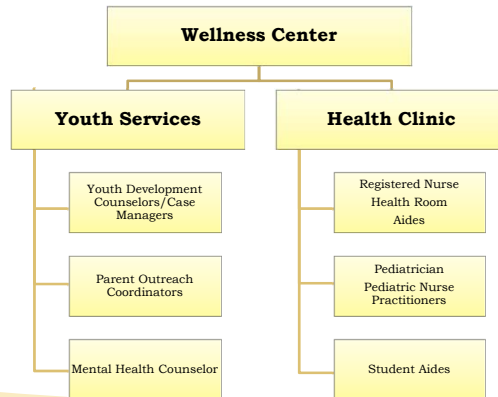 Wellness Center
Youth Services
Health Clinic
Youth Development
Counselors/Case
Managers
Parent Outreach
Coordinators
Mental Health Counselor
Registered Nurse
Health Room
Aides
Pediatrician
Pediatric Nurse
Practitioners
Student Aides